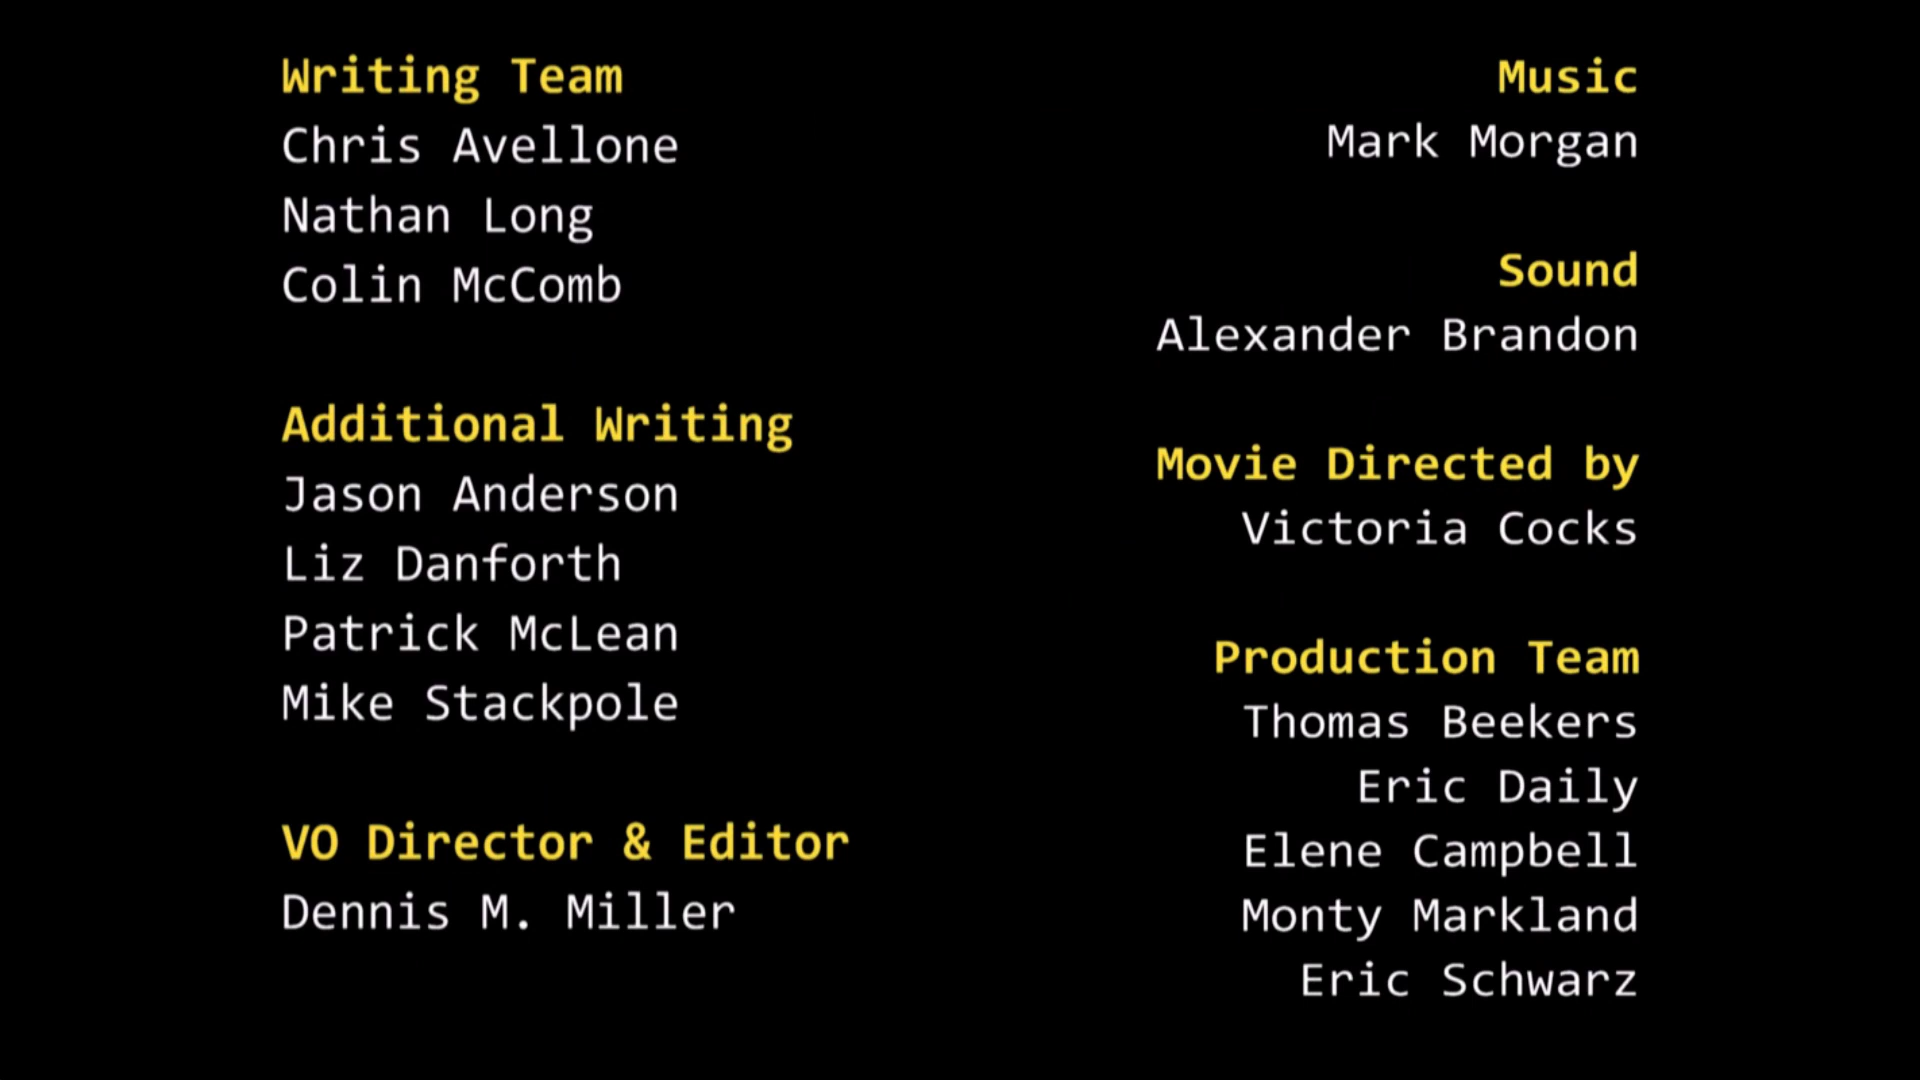 Writing Team
Chris Avellone
Nathan Long
Colin McComb
Additional Writing
Jason Anderson
Liz Danforth
Patrick McLean
Mike Stackpole
VO Director & Editor
Dennis M. Miller
Music
Mark Morgan
Sound
Alexander Brandon
Movie Directed by
Victoria Cocks
Production Team
Thomas Beekers
Eric Daily
Elene Campbell
Monty Markland
Eric Schwarz